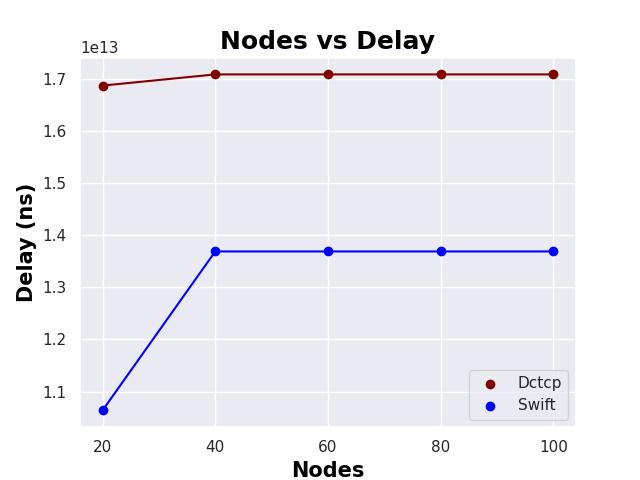 Nodes vs Delay
1e13
1.7
1.6
1.5
1.4
1.3
1.2
1.1
Delay (ns)
20 40 60 80 100
Nodes
Dctcp
Swift